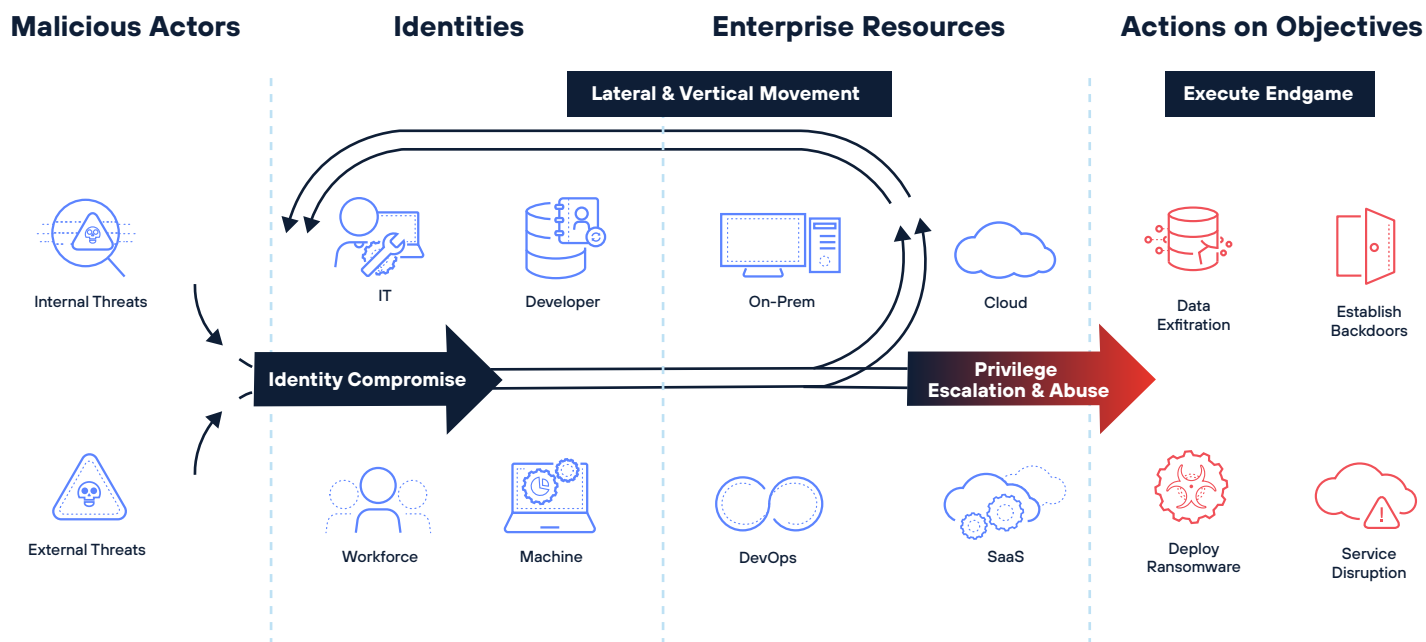 Malicious Actors
Identities
Enterprise Resources
Actions on Objectives
Lateral & Vertical Movement
Execute Endgame
Internal Threats
IT
Developer
On-Prem
Cloud
Data
Exfitration
Establish
Backdoors
Identity Compromise
Privilege
Escalation & Abuse
External Threats
Workforce
Machine
DevOps
SaaS
Deploy
Ransomware
Service
Disruption